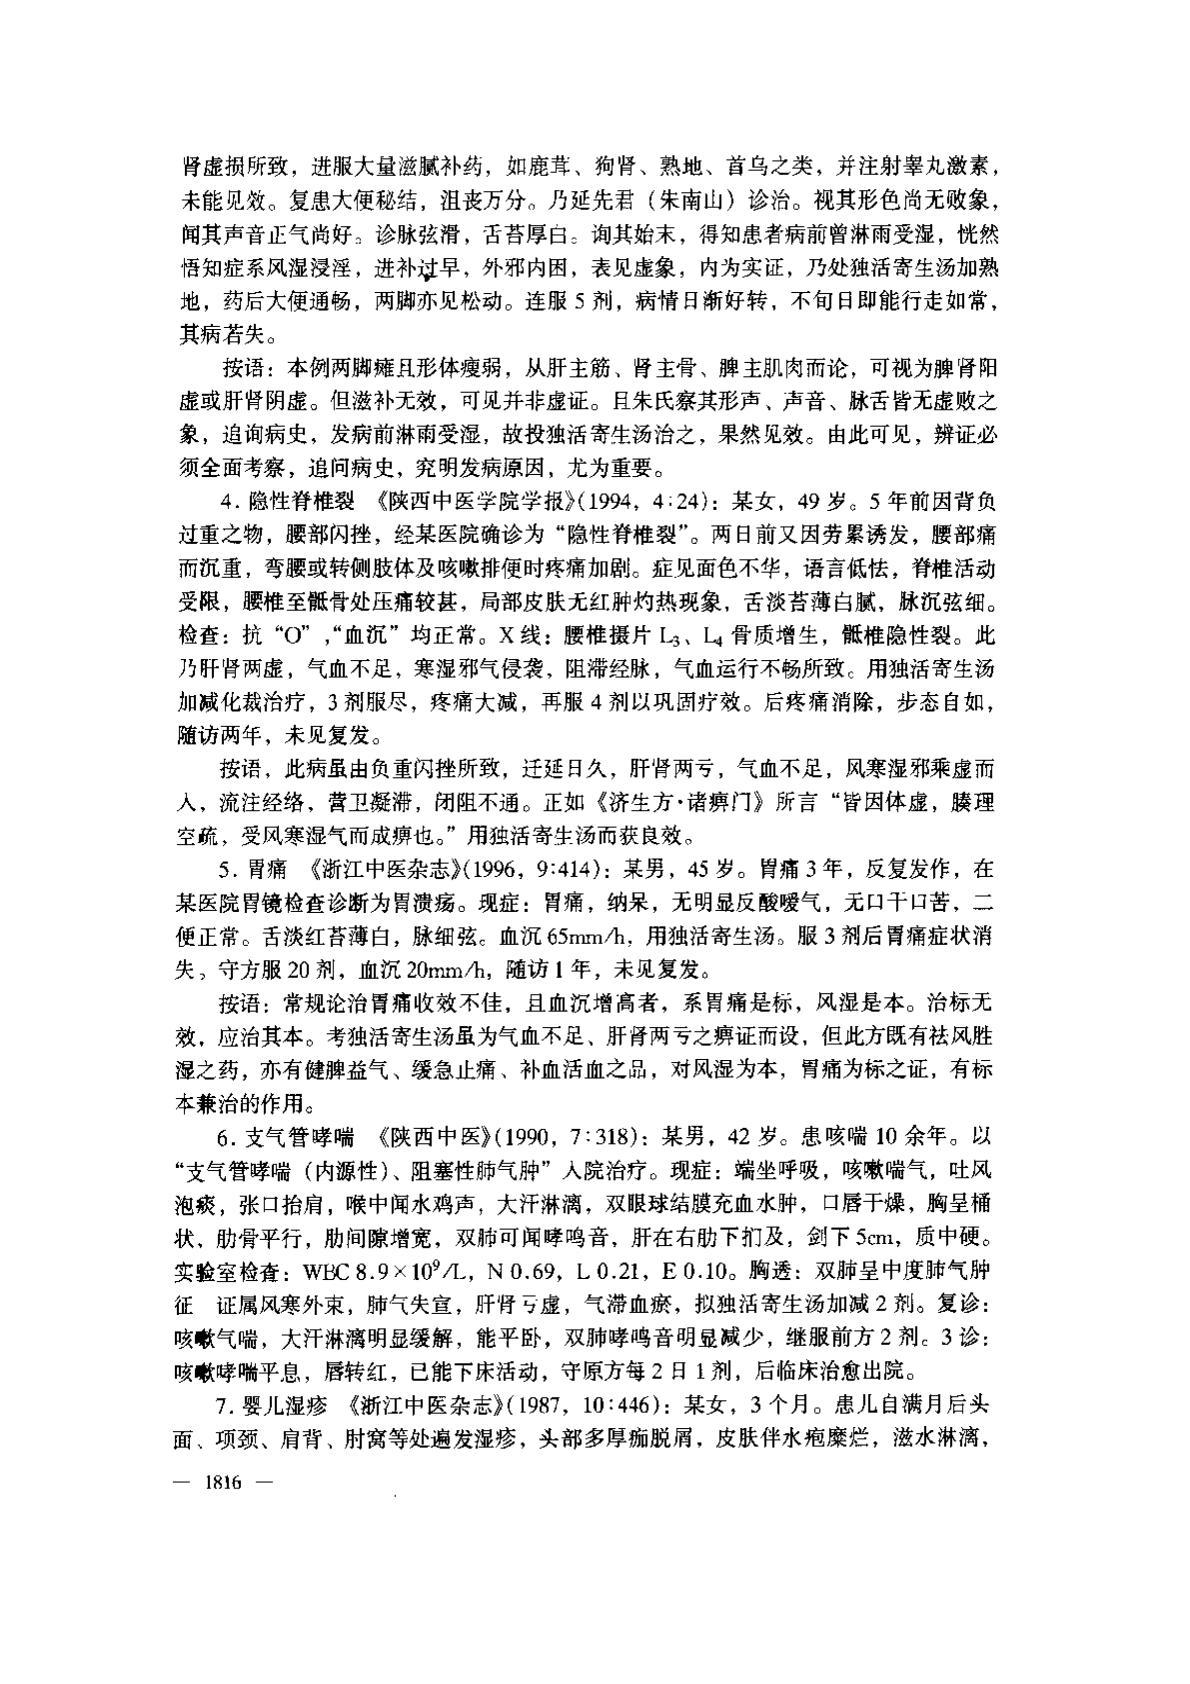 肾虚损所致，进服大量滋腻补药，如鹿茸、狗肾、熟地、首乌之类，并注射睾丸激素，
未能见效。复患大便秘结，沮丧万分。乃延先君（朱南山）诊治。视其形色尚无败象，
闻其声音正气尚好。诊脉弦滑，舌苔厚白。询其始末，得知患者病前曾淋雨受湿，恍然
悟知症系风湿浸淫，进补过早，外邪内困，表见虚象，内为实证，乃处独活寄生汤加熟
地，药后大便通畅，两脚亦见松动。连服 5 剂，病情日渐好转，不旬日即能行走如常，
其病若失。
按语：本例两脚瘫且形体瘦弱，从肝主筋、肾主骨、脾主肌肉而论，可视为脾肾阳
虚或肝肾阴虚。但滋补无效，可见并非虚证。且朱氏察其形声、声音、脉舌皆无虚败之
象，追询病史，发病前淋雨受湿，故投独活寄生汤治之，果然见效。由此可见，辨证必
须全面考察，追问病史，究明发病原因，尤为重要。
4. 隐性脊椎裂 《陕西中医学院学报》(1994，4:24)：某女，49 岁。5 年前因背负
过重之物，腰部闪挫，经某医院确诊为“隐性脊椎裂”。两日前又因劳累诱发，腰部痛
而沉重，弯腰或转侧肢体及咳嗽排便时疼痛加剧。症见面色不华，语言低怯，脊椎活动
受限，腰椎至骶骨处压痛较甚，局部皮肤无红肿灼热现象，舌淡苔薄白腻，脉沉弦细。
检查：抗“O”,“血沉”均正常。X 线：腰椎摄片 L₃、L₄ 骨质增生，骶椎隐性裂。此
乃肝肾两虚，气血不足，寒湿邪气侵袭，阻滞经脉，气血运行不畅所致。用独活寄生汤
加减化裁治疗，3 剂服尽，疼痛大减，再服 4 剂以巩固疗效。后疼痛消除，步态自如，
随访两年，未见复发。
按语，此病虽由负重闪挫所致，迁延日久，肝肾两亏，气血不足，风寒湿邪乘虚而
入，流注经络，营卫凝滞，闭阻不通。正如《济生方·诸痹门》所言“皆因体虚，腠理
空疏，受风寒湿气而成痹也。”用独活寄生汤而获良效。
5. 胃痛 《浙江中医杂志》(1996，9:414)：某男，45 岁。胃痛 3 年，反复发作，在
某医院胃镜检查诊断为胃溃疡。现症：胃痛，纳呆，无明显反酸嗳气，无口干口苦，二
便正常。舌淡红苔薄白，脉细弦。血沉 65mm/h，用独活寄生汤。服 3 剂后胃痛症状消
失，守方服 20 剂，血沉 20mm/h，随访 1 年，未见复发。
按语：常规论治胃痛收效不佳，且血沉增高者，系胃痛是标，风湿是本。治标无
效，应治其本。考独活寄生汤虽为气血不足、肝肾两亏之痹证而设，但此方既有祛风胜
湿之药，亦有健脾益气、缓急止痛、补血活血之品，对风湿为本，胃痛为标之证，有标
本兼治的作用。
6. 支气管哮喘 《陕西中医》(1990，7:318)：某男，42 岁。患咳喘 10 余年。以
“支气管哮喘（内源性）、阻塞性肺气肿”入院治疗。现症：端坐呼吸，咳嗽喘气，吐风
泡痰，张口抬肩，喉中闻水鸡声，大汗淋漓，双眼球结膜充血水肿，口唇干燥，胸呈桶
状，肋骨平行，肋间隙增宽，双肺可闻哮鸣音，肝在右肋下扪及，剑下 5cm，质中硬。
实验室检查：WBC 8.9×10⁹/L，N 0.69，L 0.21，E 0.10。胸透：双肺呈中度肺气肿
征 证属风寒外束，肺气失宣，肝肾亏虚，气滞血瘀，拟独活寄生汤加减 2 剂。复诊：
咳嗽气喘，大汗淋漓明显缓解，能平卧，双肺哮鸣音明显减少，继服前方 2 剂。3 诊：
咳嗽哮喘平息，唇转红，已能下床活动，守原方每 2 日 1 剂，后临床治愈出院。
7. 婴儿湿疹 《浙江中医杂志》(1987，10:446)：某女，3 个月。患儿自满月后头
面、项颈、肩背、肘窝等处遍发湿疹，头部多厚痂脱屑，皮肤伴水疱糜烂，滋水淋漓，
— 1816 —